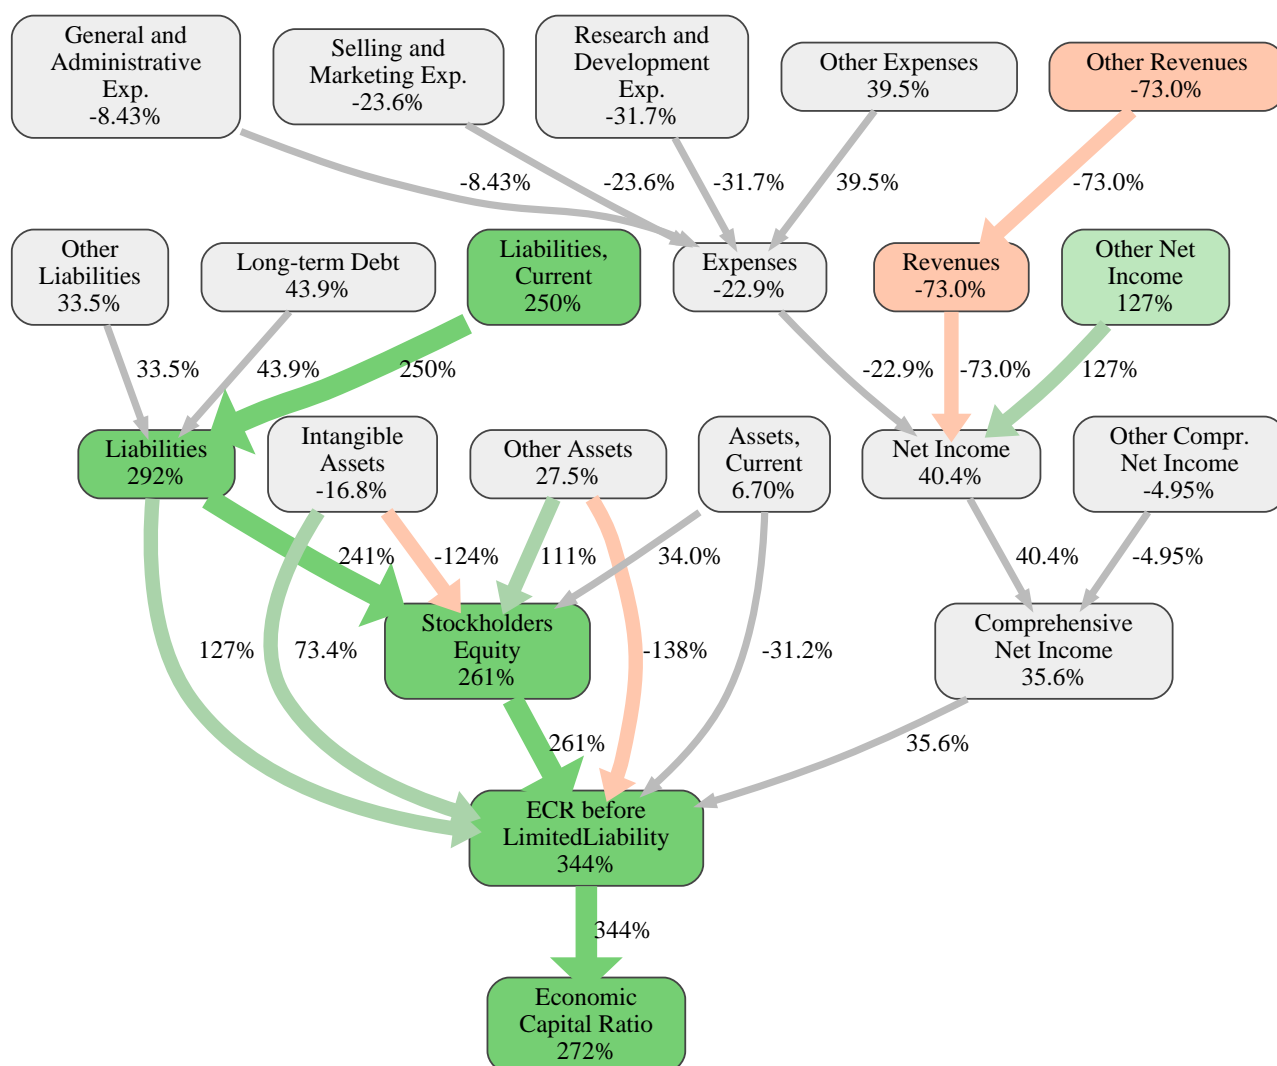 General and
Administrative
Exp.
-8.43%
Selling and
Marketing Exp.
-23.6%
Research and
Development
Exp.
-31.7%
Other Expenses
39.5%
Other Revenues
-73.0%
-8.43%
-23.6%
-31.7%
39.5%
-73.0%
Other
Liabilities
33.5%
Long-term Debt
43.9%
Liabilities,
Current
250%
Expenses
-22.9%
Revenues
-73.0%
Other Net
Income
127%
33.5%
43.9%
250%
-22.9%
-73.0%
127%
Liabilities
292%
Intangible
Assets
-16.8%
Other Assets
27.5%
Assets,
Current
6.70%
Net Income
40.4%
Other Compr.
Net Income
-4.95%
241%
-124%
111%
34.0%
40.4%
-4.95%
127%
73.4%
Stockholders
Equity
261%
-138%
-31.2%
Comprehensive
Net Income
35.6%
261%
35.6%
ECR before
LimitedLiability
344%
344%
Economic
Capital Ratio
272%